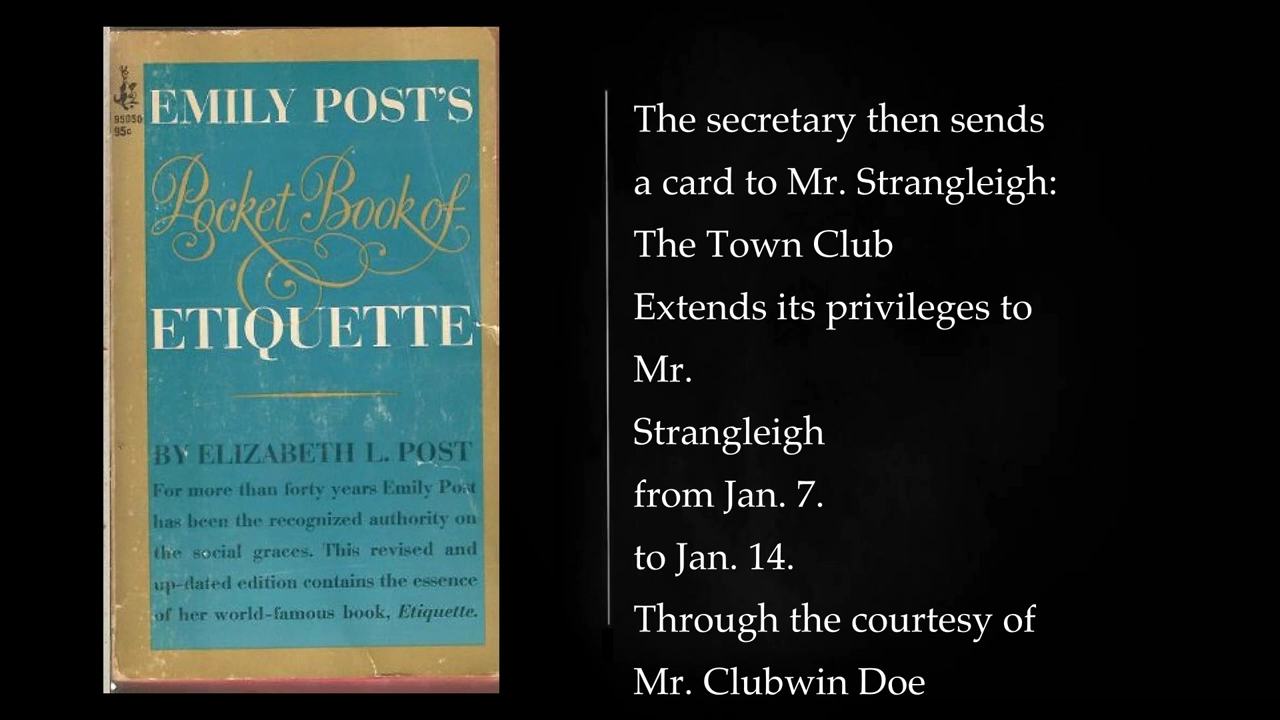 95050
95c
EMILY POST'S
Pocket Book of
ETIQUETTE
BY ELIZABETH L. POST
For more than forty years Emily Post
has been the recognized authority on
the social graces. This revised and
up-dated edition contains the essence
of her world-famous book, Etiquette.
The secretary then sends
a card to Mr. Strangleigh:
The Town Club
Extends its privileges to
Mr.
Strangleigh
from Jan. 7.
to Jan. 14.
Through the courtesy of
Mr. Clubwin Doe